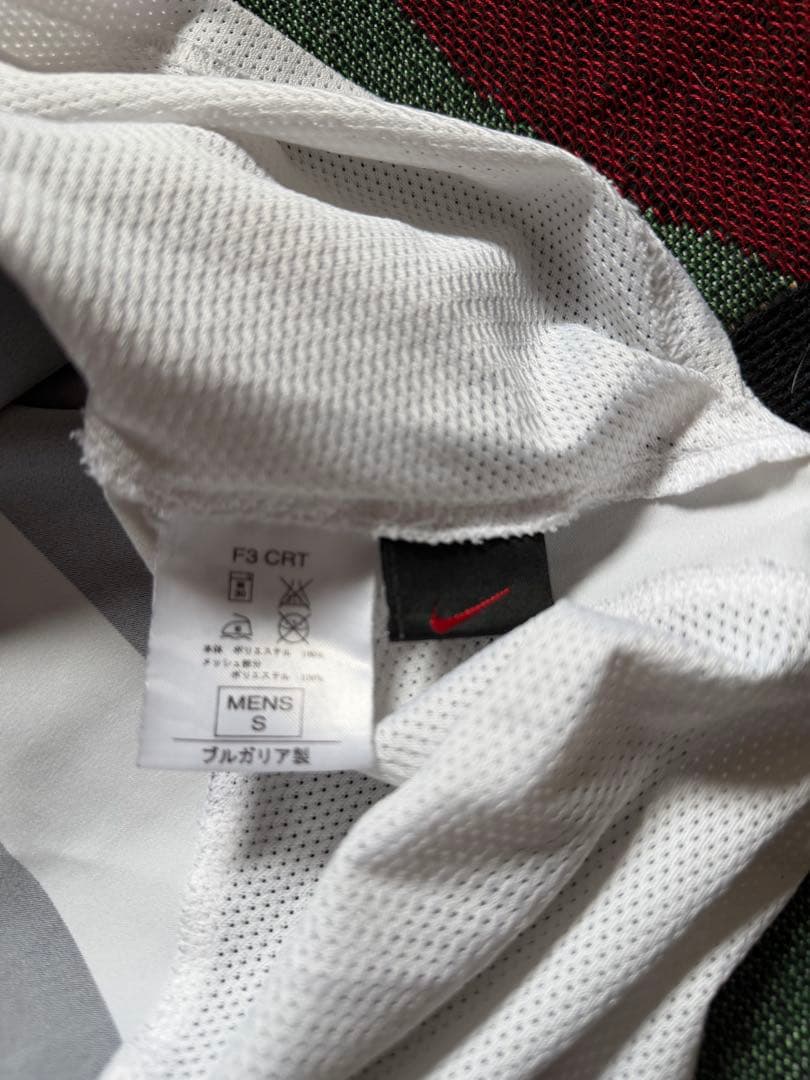 F3 CRT
本体 ポリエステル 100%
メッシュ部分
ポリエステル 100%
MENS
S
ブルガリア製